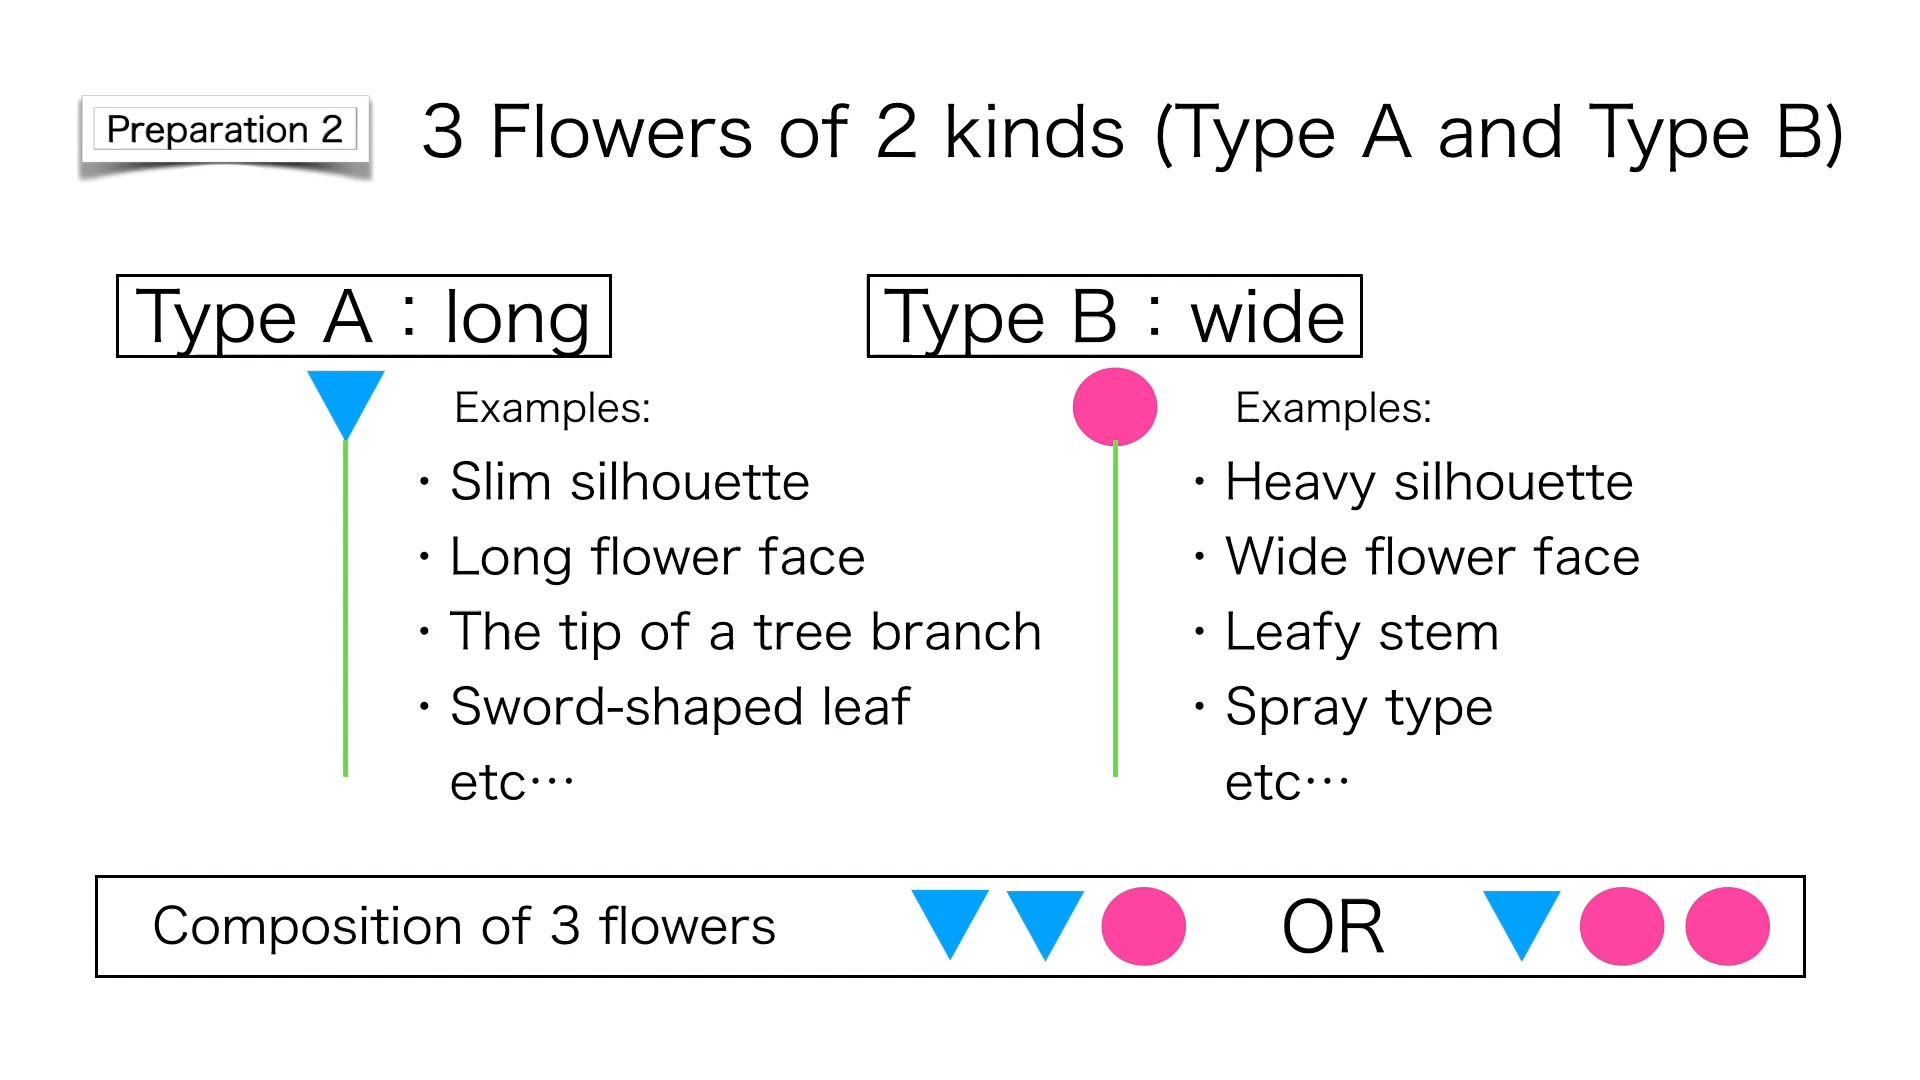 Preparation 2
3 Flowers of 2 kinds (Type A and Type B)
Type A：long
Examples:
・Slim silhouette
・Long flower face
・The tip of a tree branch
・Sword-shaped leaf
etc…
Type B：wide
Examples:
・Heavy silhouette
・Wide flower face
・Leafy stem
・Spray type
etc…
Composition of 3 flowers
OR